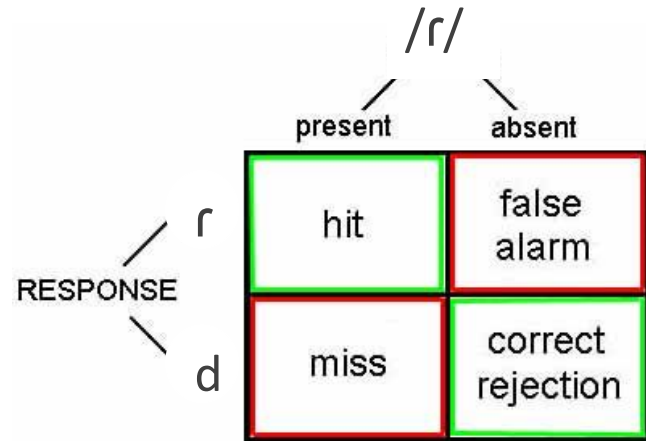 /ɾ/
present absent
ɾ
hit
false
alarm
RESPONSE
d
miss
correct
rejection